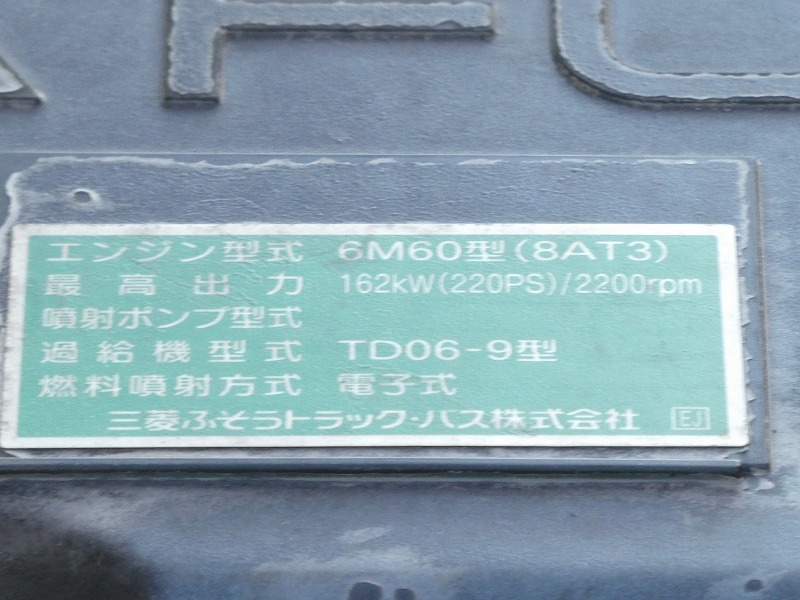 エンジン型式 6M60型(8AT3)
最高出力 162kW(220PS)/2200rpm
噴射ポンプ型式
過給機型式 TD06-9型
燃料噴射方式 電子式
三菱ふそうトラック・バス株式会社 EJ